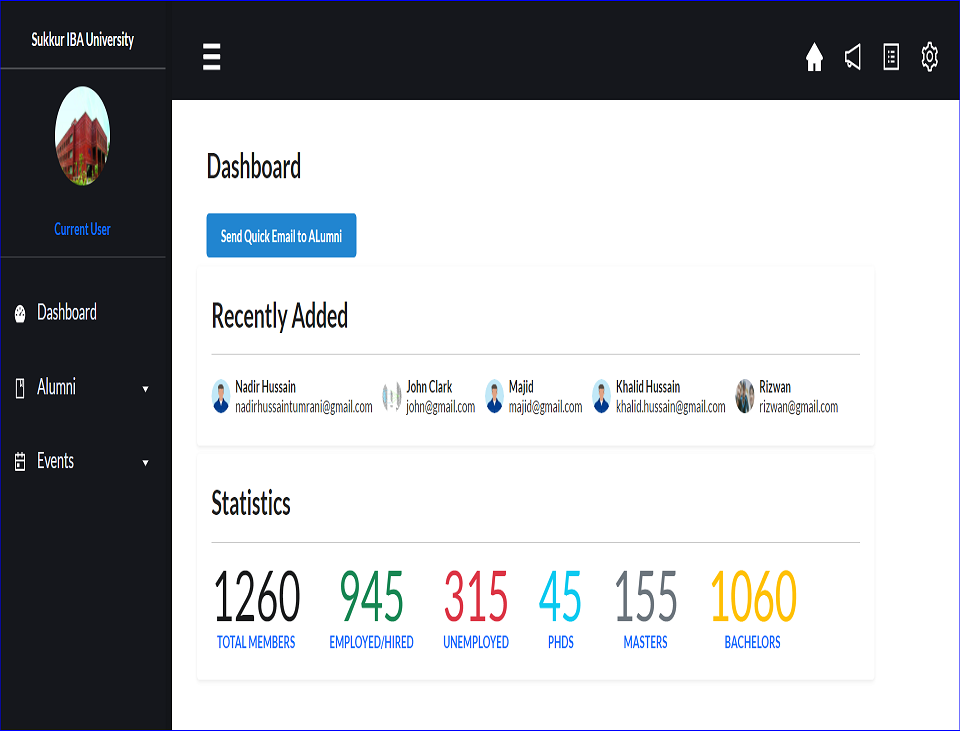 Sukkur IBA University
Current User
Dashboard
Alumni
Events
Dashboard
Send Quick Email to ALumni
Recently Added
Nadir Hussain
nadirhussaintumrani@gmail.com
John Clark
john@gmail.com
Majid
majid@gmail.com
Khalid Hussain
khalid.hussain@gmail.com
Rizwan
rizwan@gmail.com
Statistics
1260
TOTAL MEMBERS
945
EMPLOYED/HIRED
315
UNEMPLOYED
45
PHDS
155
MASTERS
1060
BACHELORS